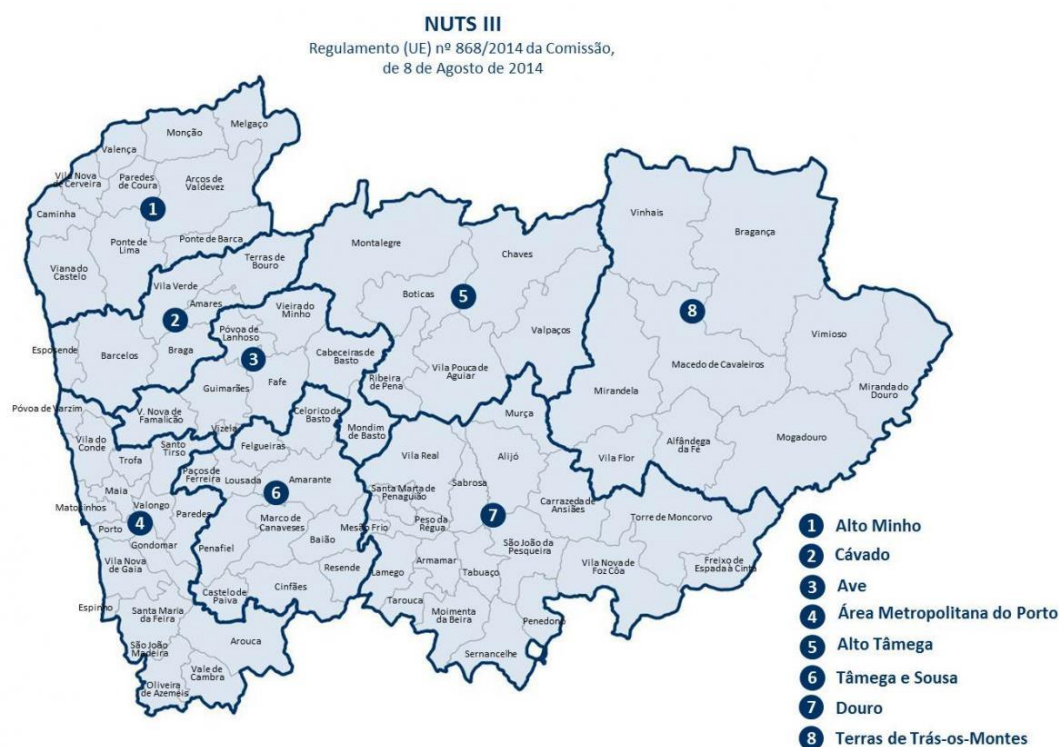 NUTS III
Regulamento (UE) nº 868/2014 da Comissão,
de 8 de Agosto de 2014
Melgaço
Monção
Valença
Vila Nova
de Cerveira
Paredes
de Coura
Arcos de
Valdevez
1
Caminha
Ponte de
Lima
Ponte de Barca
Viana do
Castelo
Terras de
Bouro
Vila Verde
Amares
2
Esposende
Barcelos
Braga
Vieira do
Minho
Póvoa de
Lanhoso
3
Cabeceiras de
Basto
Guimarães
Fafe
V. Nova de
Famalicão
Vizela
Celorico de
Basto
Mondim
de Basto
Montalegre
Chaves
Boticas
5
Valpaços
Vila Pouca de
Aguiar
Ribeira
de Pena
Vinhais
Bragança
8
Vimioso
Macedo de Cavaleiros
Mirandela
Miranda do
Douro
Mogadouro
Alfândega
da Fé
Vila Flor
Póvoa de Varzim
Vila do
Conde
Santo
Tirso
Trofa
Maia
Matosinhos
Valongo
Paredes
Porto
4
Gondomar
Vila Nova
de Gaia
Espinho
Santa Maria
da Feira
Arouca
São João
Madeira
Vale de
Cambra
Oliveira
de Azeméis
Felgueiras
Paços de
Ferreira
Lousada
Amarante
6
Marco de
Canaveses
Baião
Penafiel
Resende
Cinfães
Castelo de
Paiva
Murça
Vila Real
Alijó
Sabrosa
Santa Marta de
Penaguião
Mesão Frio
Peso da
Régua
7
Carrazeda de
Ansiães
Torre de Moncorvo
São João da
Pesqueira
Armamar
Lamego
Tabuaço
Vila Nova de
Foz Côa
Freixo de
Espada à Cinta
Tarouca
Moimenta
da Beira
Penedono
Sernancelhe
1 Alto Minho
2 Cávado
3 Ave
4 Área Metropolitana do Porto
5 Alto Tâmega
6 Tâmega e Sousa
7 Douro
8 Terras de Trás-os-Montes